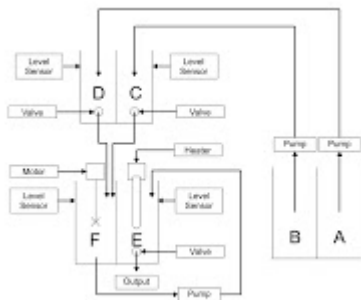 Level
Sensor
Level
Sensor
D
C
Valve
Valve
Pump
Pump
Heater
Motor
Level
Sensor
Level
Sensor
F
E
B
A
Valve
Output
Pump